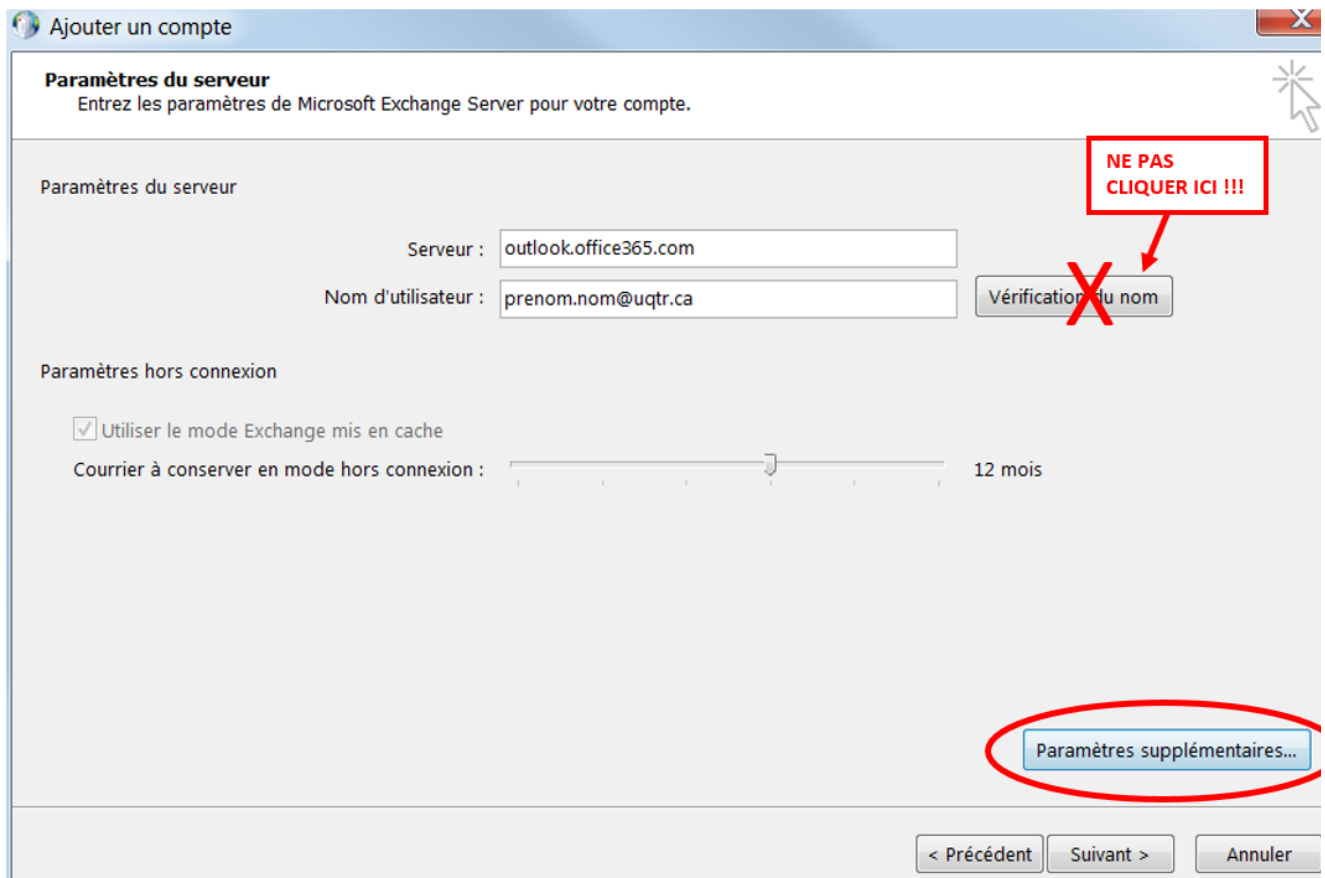 Ajouter un compte
Paramètres du serveur
Entrez les paramètres de Microsoft Exchange Server pour votre compte.
NE PAS
CLIQUER ICI !!!
Paramètres du serveur
Serveur : outlook.office365.com
Nom d'utilisateur : prenom.nom@uqtr.ca Vérification du nom
X
Paramètres hors connexion
Utiliser le mode Exchange mis en cache
Courrier à conserver en mode hors connexion : 12 mois
Paramètres supplémentaires...
< Précédent Suivant > Annuler